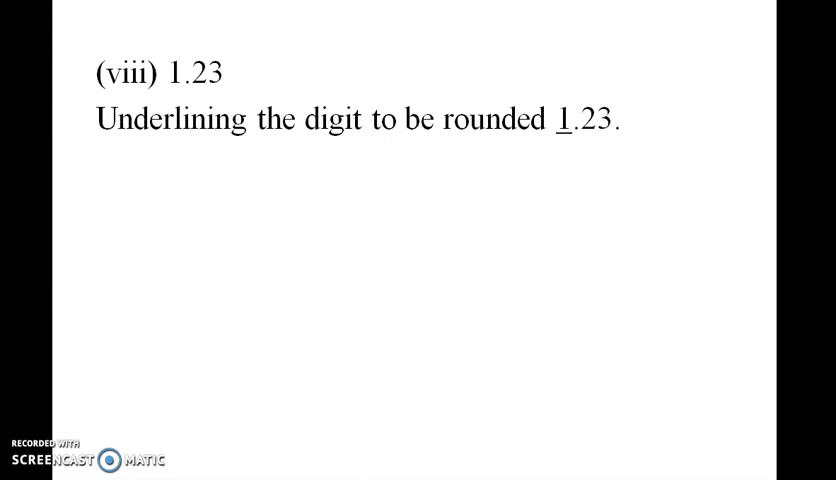 (viii) 1.23
Underlining the digit to be rounded 1.23.
RECORDED WITH
SCREENCAST MATIC